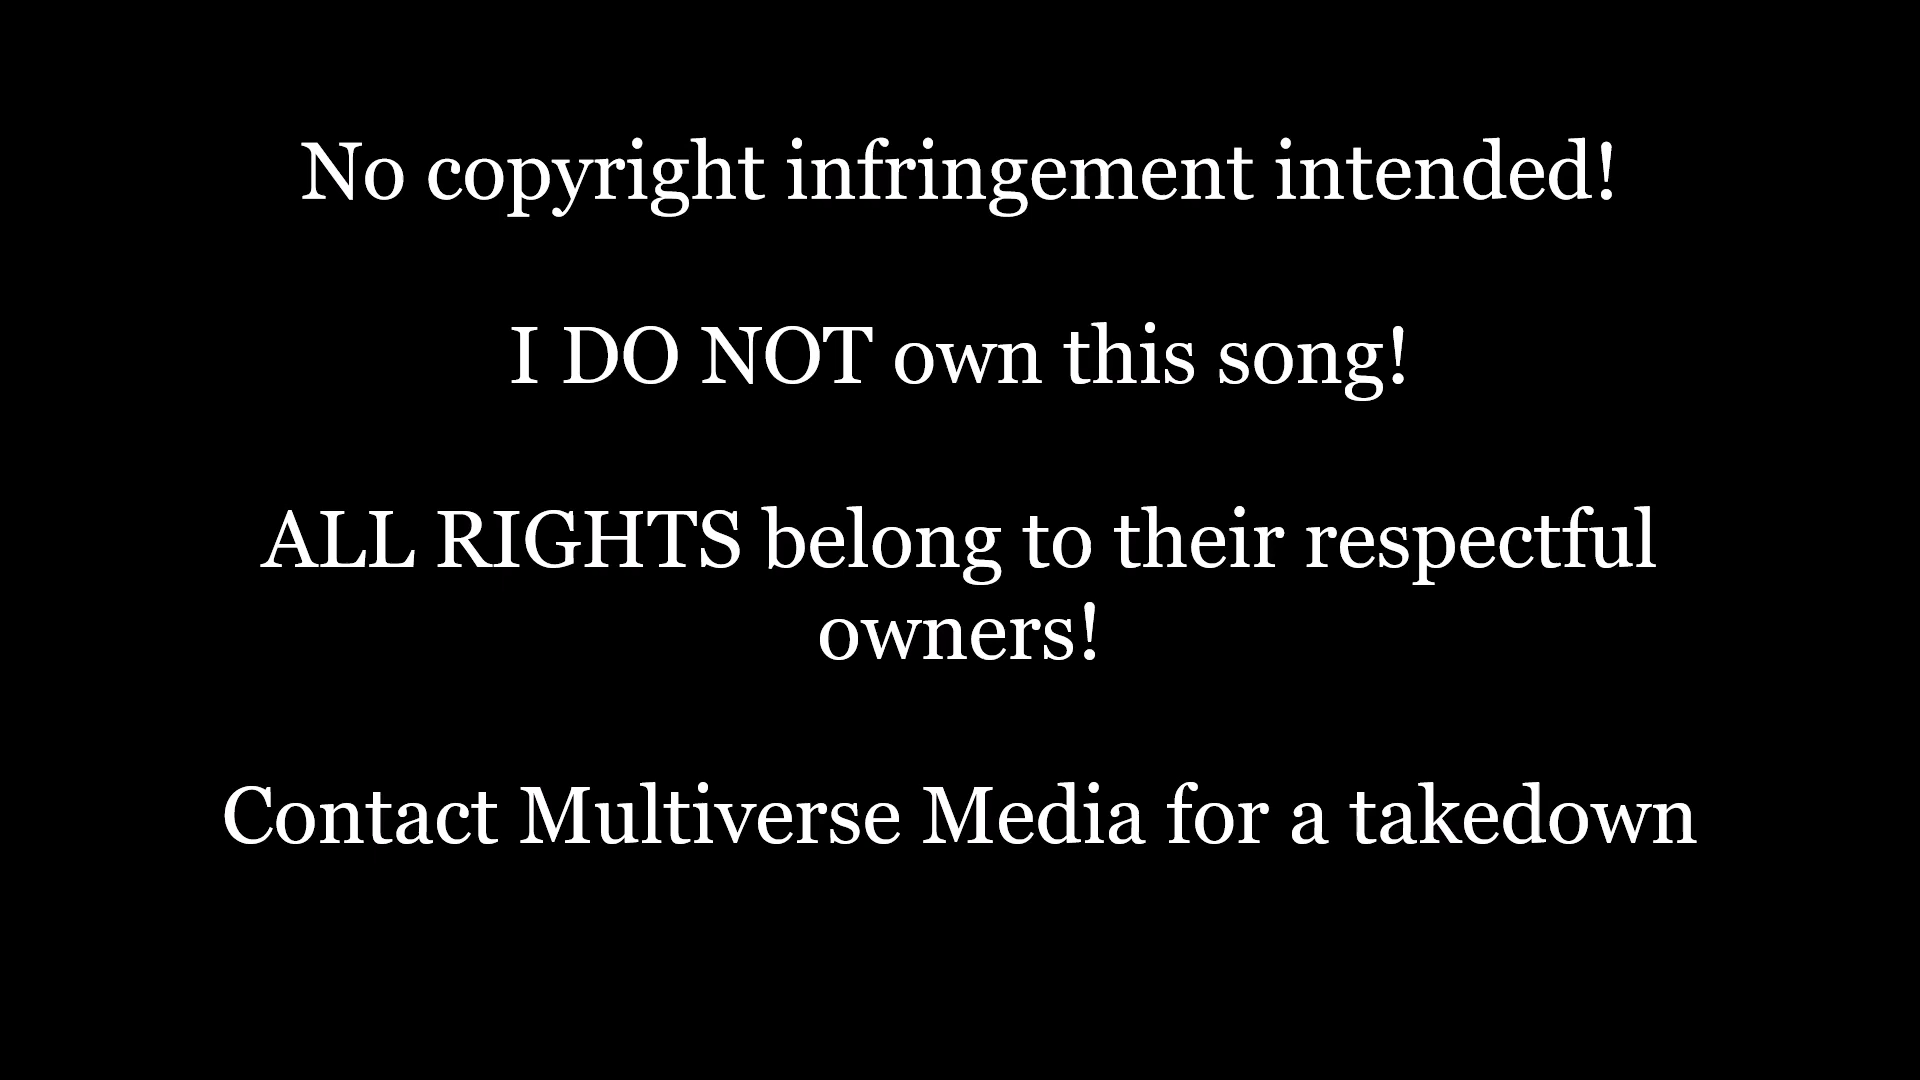 No copyright infringement intended!
I DO NOT own this song!
ALL RIGHTS belong to their respectful
owners!
Contact Multiverse Media for a takedown